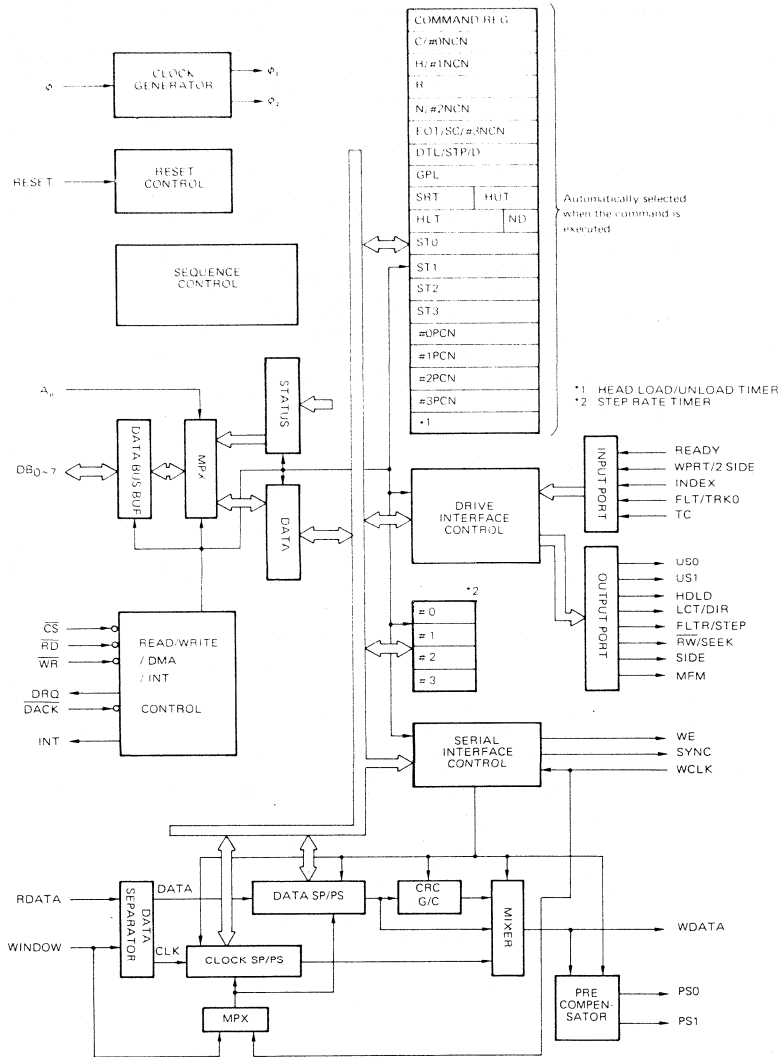 COMMAND REG
C/#0NCN
H/#1NCN
R
N/#2NCN
EOT/SC/#3NCN
DTL/STP/D
GPL
SRT HUT
HLT ND
ST0
ST1
ST2
ST3
#0PCN
#1PCN
#2PCN
#3PCN
*1
Automatically selected
when the command is
executed
*1 HEAD LOAD/UNLOAD TIMER
*2 STEP RATE TIMER
φ
CLOCK
GENERATOR
φ1
φ2
RESET
RESET
CONTROL
SEQUENCE
CONTROL
A0
STATUS
DB0~7
DATA BUS BUF
MPX
DATA
CS
RD
WR
DRQ
DACK
INT
READ/WRITE
/ DMA
/ INT
CONTROL
DRIVE
INTERFACE
CONTROL
INPUT PORT
READY
WPRT/2 SIDE
INDEX
FLT/TRK0
TC
OUTPUT PORT
US0
US1
HDLD
LCT/DIR
FLTR/STEP
RW/SEEK
SIDE
MFM
*2
# 0
# 1
# 2
# 3
SERIAL
INTERFACE
CONTROL
WE
SYNC
WCLK
RDATA
WINDOW
DATA
SEPARATOR
DATA
CLK
DATA SP/PS
CLOCK SP/PS
CRC
G/C
MIXER
WDATA
MPX
PRE
COMPEN-
SATOR
PS0
PS1